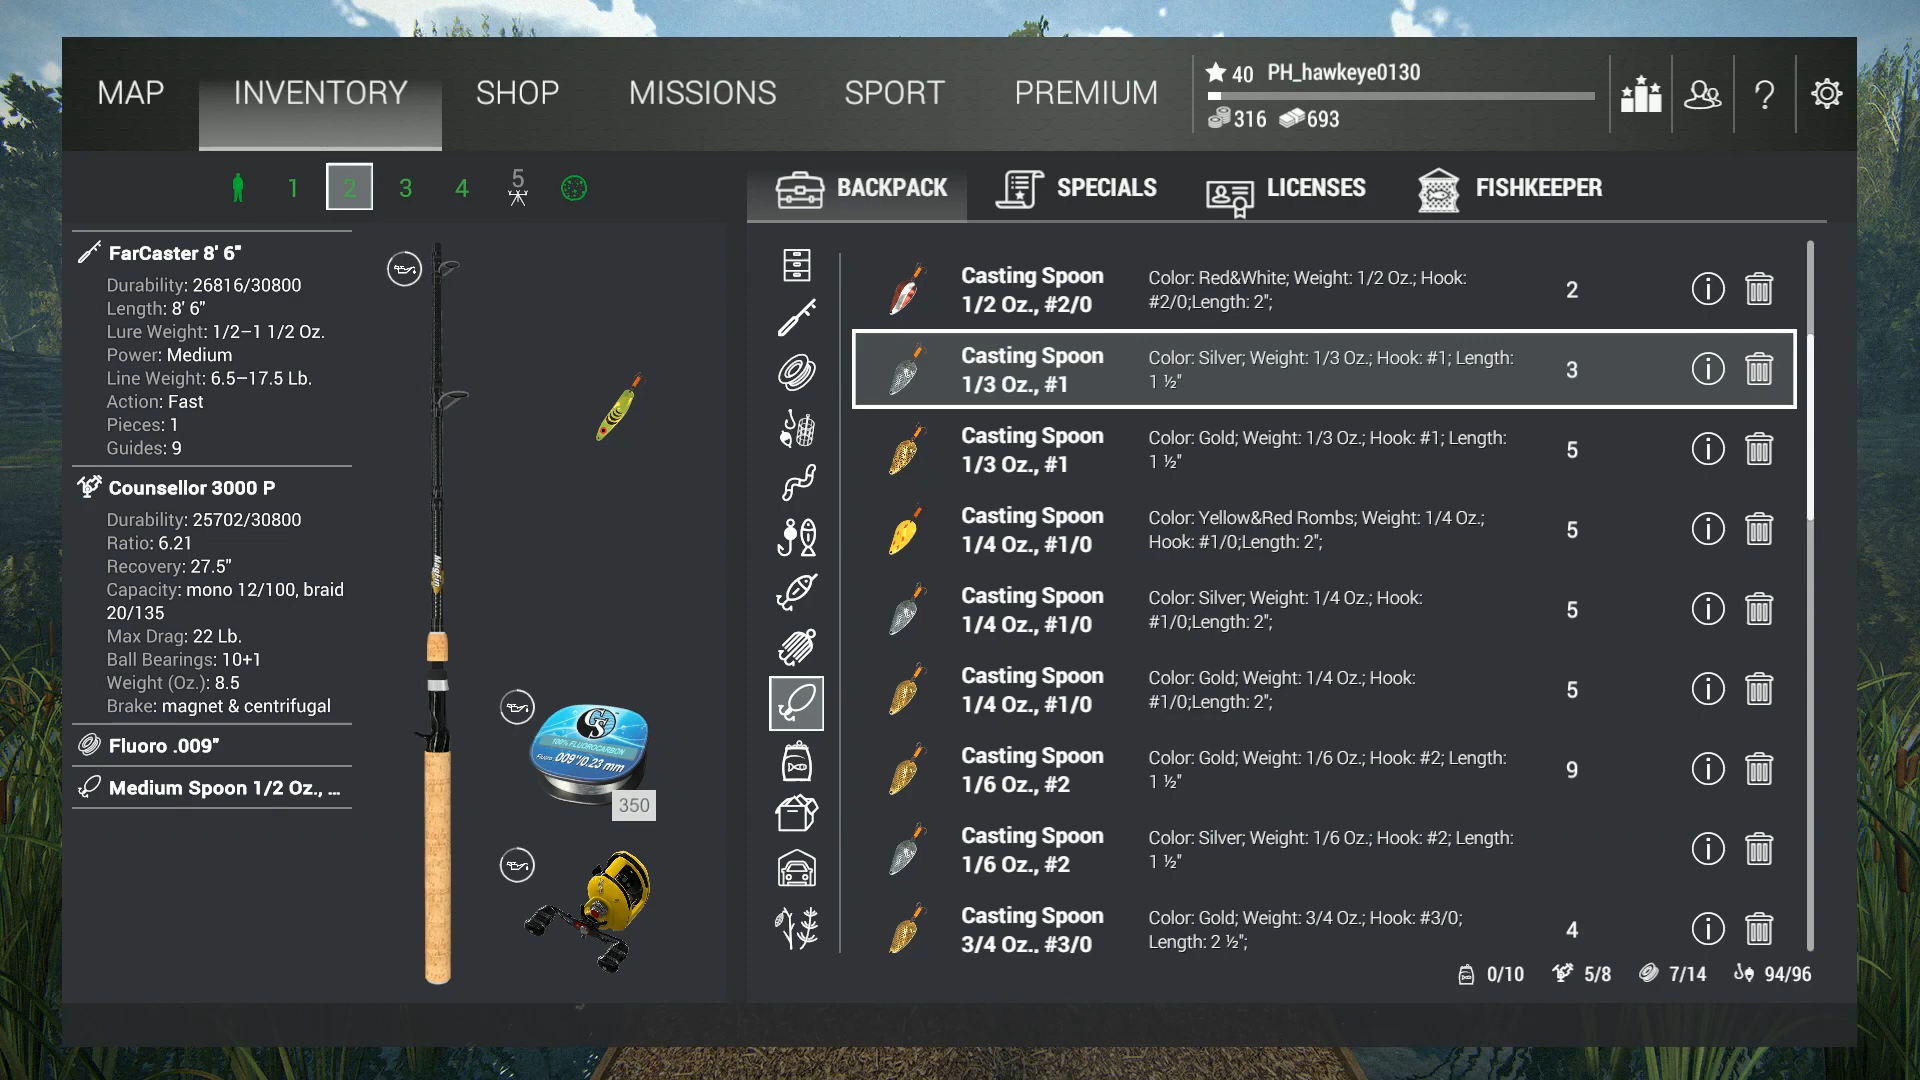 MAP
INVENTORY
SHOP
MISSIONS
SPORT
PREMIUM
40 PH_hawkeye0130
316 693
?
1
2
3
4
5
BACKPACK
SPECIALS
LICENSES
FISHKEEPER
FarCaster 8' 6"
Durability: 26816/30800
Length: 8' 6"
Lure Weight: 1/2–1 1/2 Oz.
Power: Medium
Line Weight: 6.5–17.5 Lb.
Action: Fast
Pieces: 1
Guides: 9
Counsellor 3000 P
Durability: 25702/30800
Ratio: 6.21
Recovery: 27.5"
Capacity: mono 12/100, braid
20/135
Max Drag: 22 Lb.
Ball Bearings: 10+1
Weight (Oz.): 8.5
Brake: magnet & centrifugal
Fluoro .009"
Medium Spoon 1/2 Oz., ...
MagFin
GS
100% FLUOROCARBON
Fluoro .009"/0.23 mm
350
Casting Spoon
1/2 Oz., #2/0
Color: Red&White; Weight: 1/2 Oz.; Hook:
#2/0;Length: 2";
2
Casting Spoon
1/3 Oz., #1
Color: Silver; Weight: 1/3 Oz.; Hook: #1; Length:
1 ½"
3
Casting Spoon
1/3 Oz., #1
Color: Gold; Weight: 1/3 Oz.; Hook: #1; Length:
1 ½"
5
Casting Spoon
1/4 Oz., #1/0
Color: Yellow&Red Rombs; Weight: 1/4 Oz.;
Hook: #1/0;Length: 2";
5
Casting Spoon
1/4 Oz., #1/0
Color: Silver; Weight: 1/4 Oz.; Hook:
#1/0;Length: 2";
5
Casting Spoon
1/4 Oz., #1/0
Color: Gold; Weight: 1/4 Oz.; Hook:
#1/0;Length: 2";
5
Casting Spoon
1/6 Oz., #2
Color: Gold; Weight: 1/6 Oz.; Hook: #2; Length:
1 ½"
9
Casting Spoon
1/6 Oz., #2
Color: Silver; Weight: 1/6 Oz.; Hook: #2; Length:
1 ½"
Casting Spoon
3/4 Oz., #3/0
Color: Gold; Weight: 3/4 Oz.; Hook: #3/0;
Length: 2 ½";
4
0/10 5/8 7/14 94/96